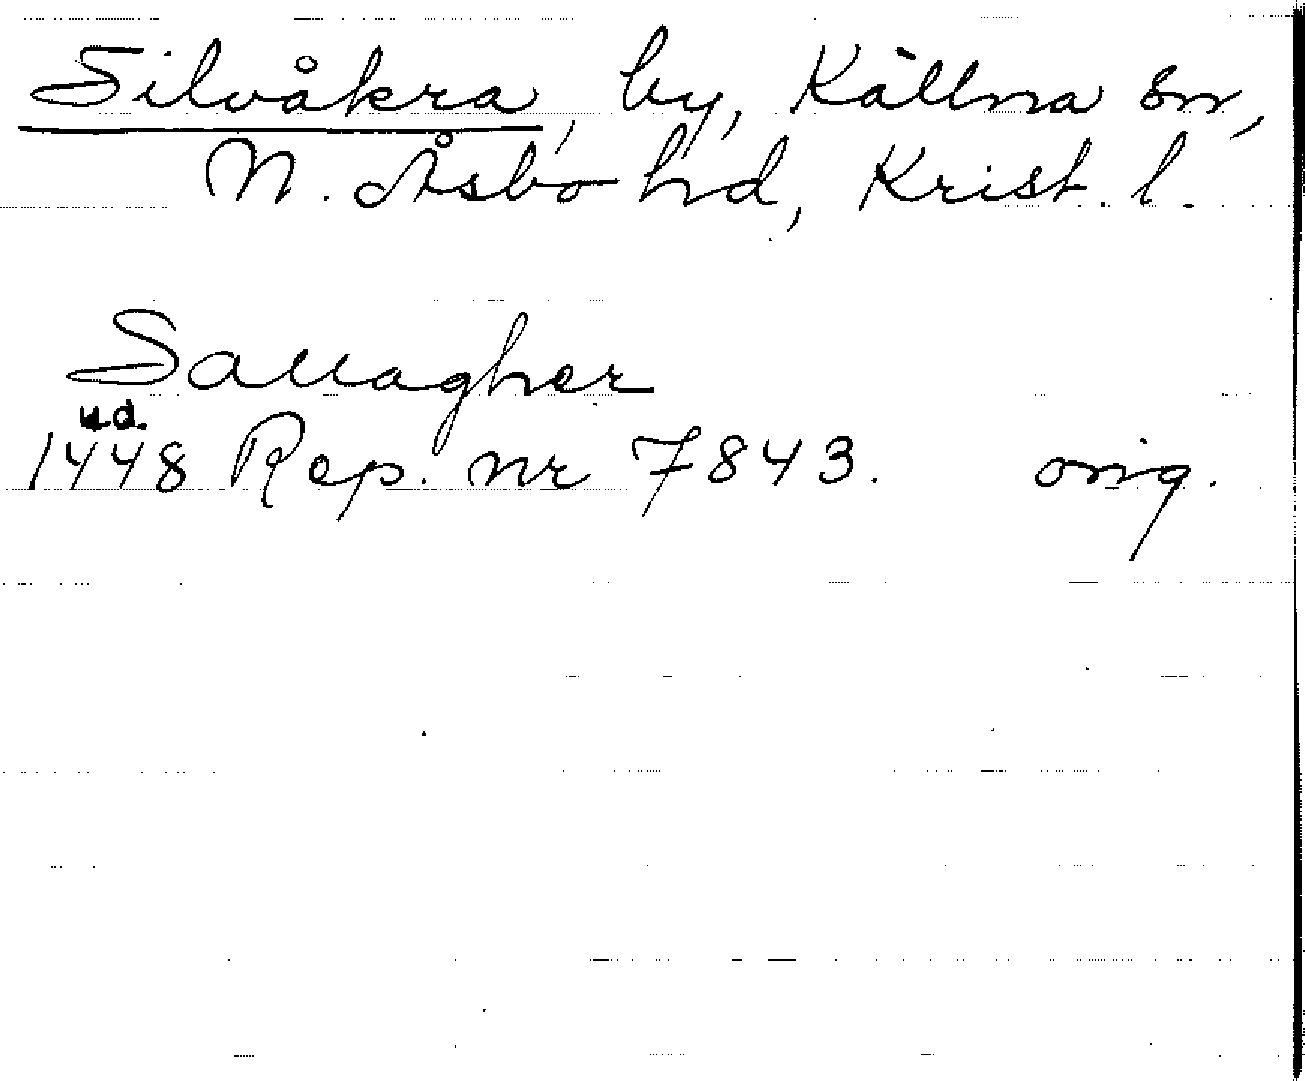 Silvåkra, by, Källna sn,
N. Åsbo hd, Krist. l.
Sallagher
u.d.
1448 Rep. nr 7843. orig.